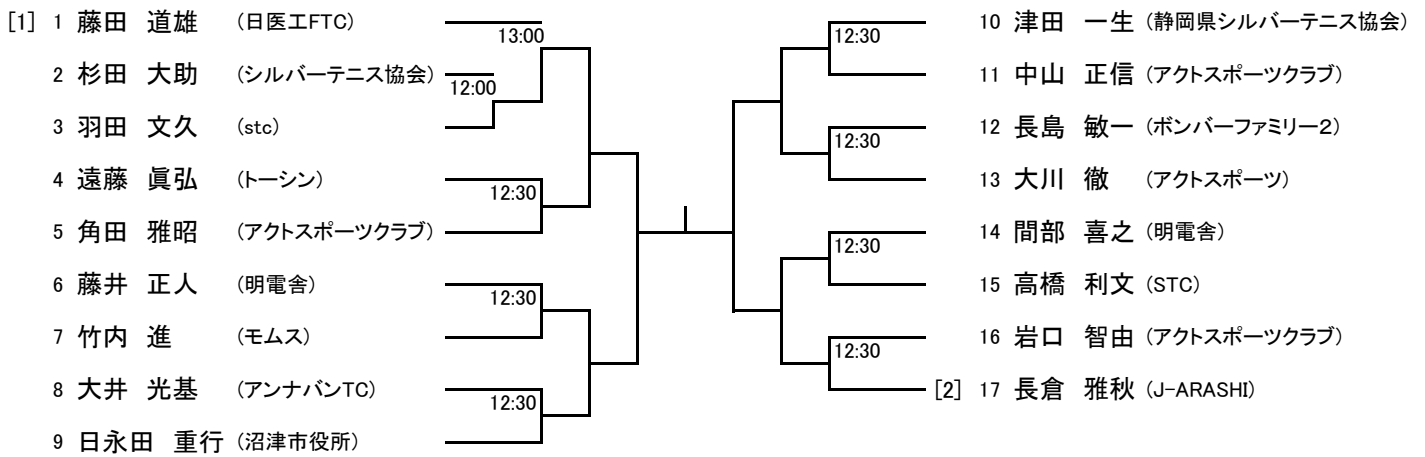 [1] 1 藤田 道雄 (日医工FTC)
13:00
2 杉田 大助 (シルバーテニス協会)
12:00
3 羽田 文久 (stc)
4 遠藤 眞弘 (トーシン)
12:30
5 角田 雅昭 (アクトスポーツクラブ)
6 藤井 正人 (明電舎)
12:30
7 竹内 進 (モムス)
8 大井 光基 (アンナバンTC)
12:30
9 日永田 重行 (沼津市役所)
10 津田 一生 (静岡県シルバーテニス協会)
12:30
11 中山 正信 (アクトスポーツクラブ)
12 長島 敏一 (ボンバーファミリー2)
12:30
13 大川 徹 (アクトスポーツ)
14 間部 喜之 (明電舎)
12:30
15 高橋 利文 (STC)
16 岩口 智由 (アクトスポーツクラブ)
12:30
[2] 17 長倉 雅秋 (J-ARASHI)